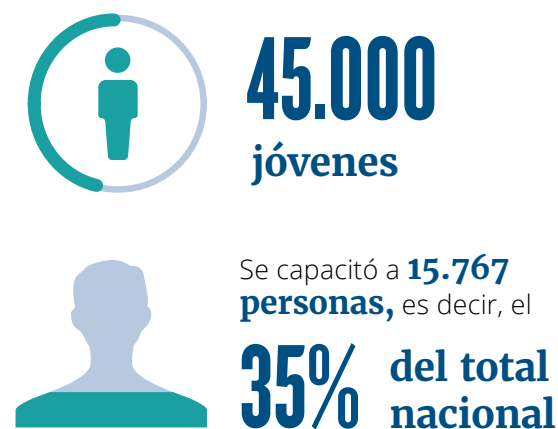 45.000
jóvenes
Se capacitó a 15.767
personas, es decir, el
35% del total
nacional